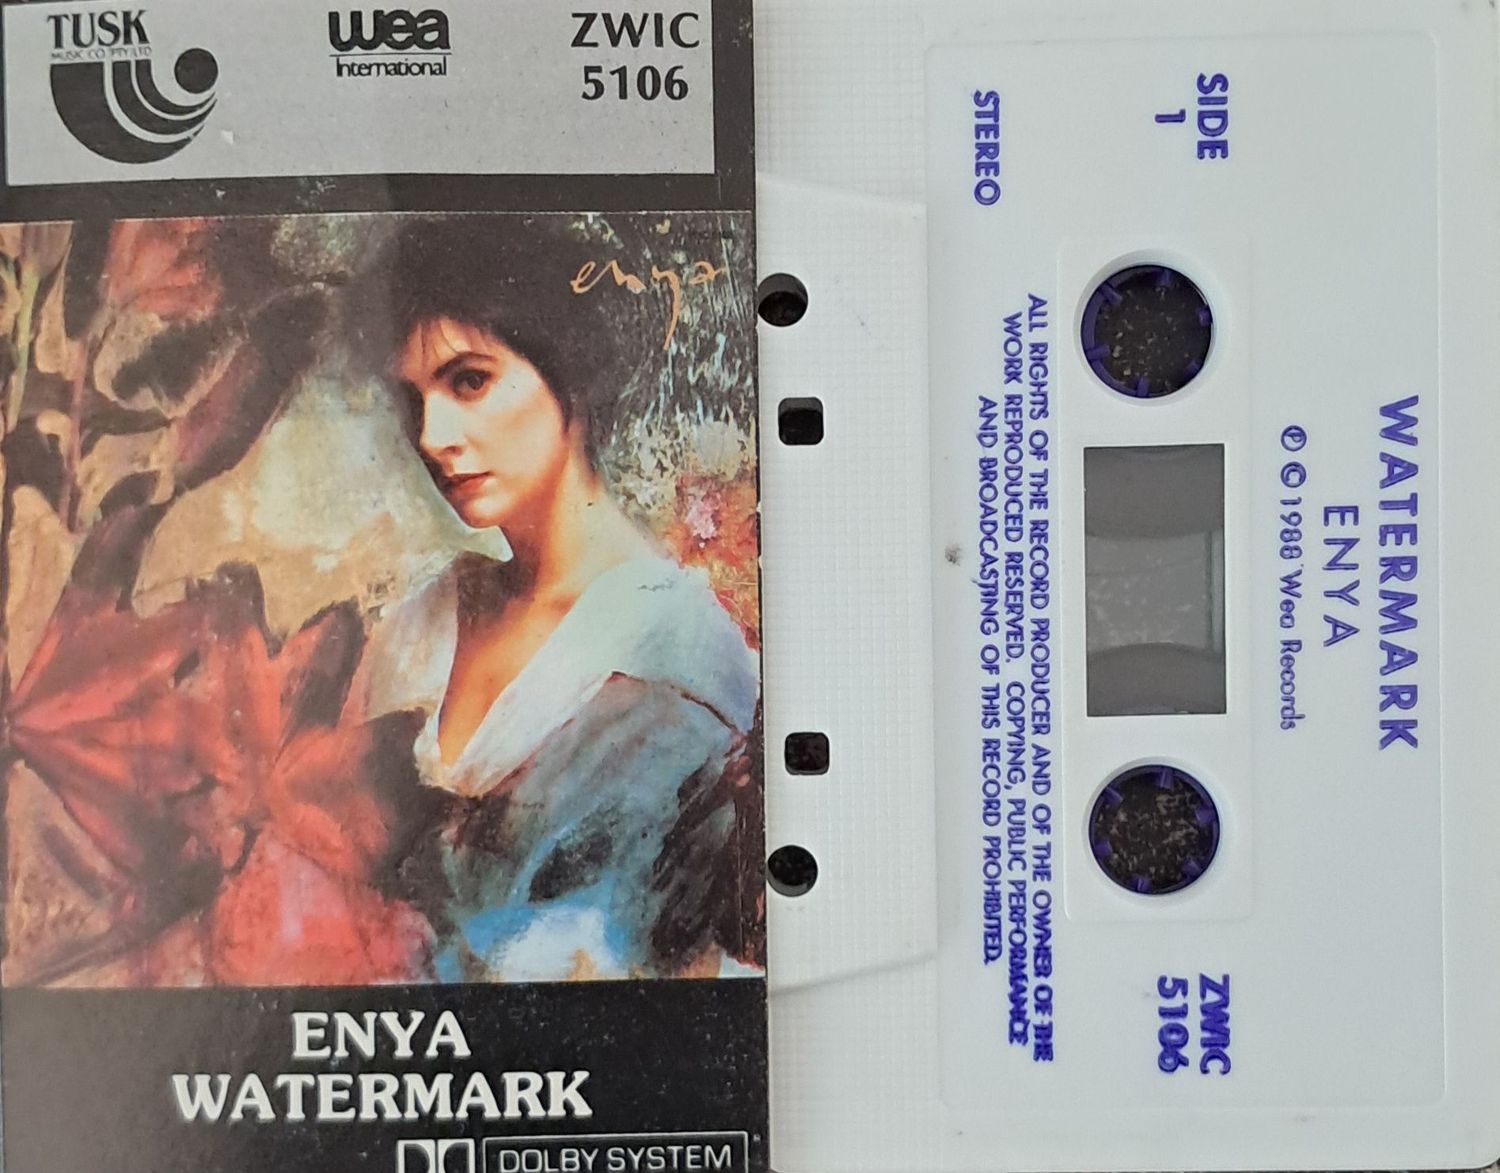 TUSK
MUSIC CO (PTY) LTD
wea
International
ZWIC
5106
enya
ENYA
WATERMARK
DOLBY SYSTEM
SIDE
1
STEREO
WATERMARK
ENYA
Ⓟ ©1988 Wea Records
ALL RIGHTS OF THE RECORD PRODUCER AND OF THE OWNER OF THE
WORK REPRODUCED RESERVED. COPYING, PUBLIC PERFORMANCE
AND BROADCASTING OF THIS RECORD PROHIBITED.
ZWIC
5106